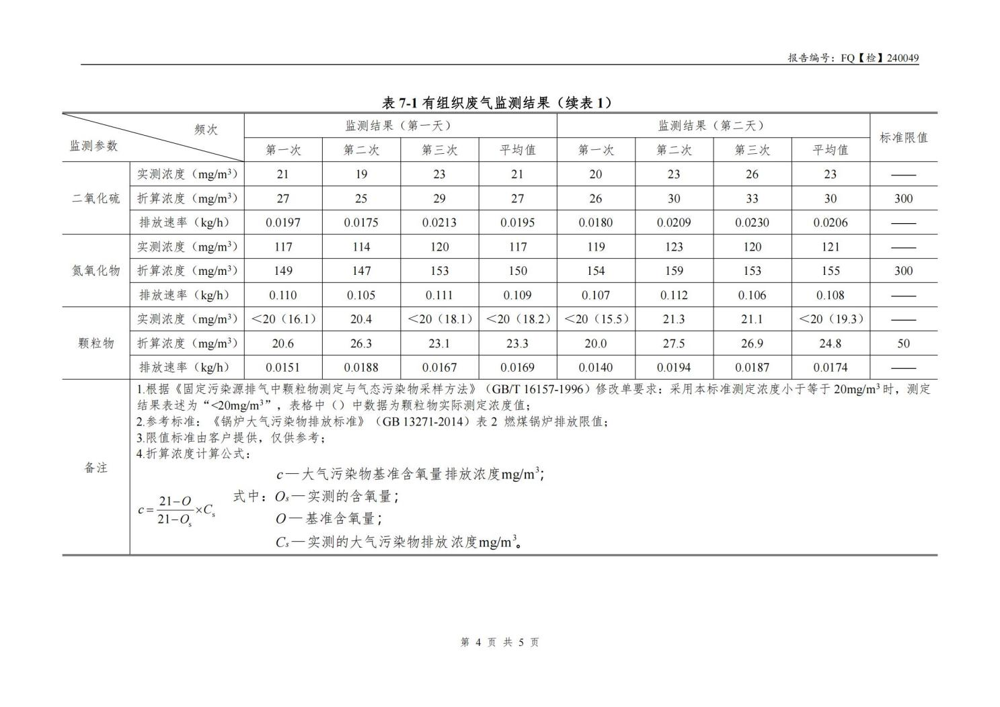 报告编号：FQ【检】240049
表 7-1 有组织废气监测结果（续表 1）
频次 监测结果（第一天） 监测结果（第二天） 标准限值
监测参数 第一次 第二次 第三次 平均值 第一次 第二次 第三次 平均值
二氧化硫 实测浓度（mg/m³） 21 19 23 21 20 23 26 23 ——
折算浓度（mg/m³） 27 25 29 27 26 30 33 30 300
排放速率（kg/h） 0.0197 0.0175 0.0213 0.0195 0.0180 0.0209 0.0230 0.0206 ——
氮氧化物 实测浓度（mg/m³） 117 114 120 117 119 123 120 121 ——
折算浓度（mg/m³） 149 147 153 150 154 159 153 155 300
排放速率（kg/h） 0.110 0.105 0.111 0.109 0.107 0.112 0.106 0.108 ——
颗粒物 实测浓度（mg/m³） ＜20（16.1） 20.4 ＜20（18.1） ＜20（18.2） ＜20（15.5） 21.3 21.1 ＜20（19.3） ——
折算浓度（mg/m³） 20.6 26.3 23.1 23.3 20.0 27.5 26.9 24.8 50
排放速率（kg/h） 0.0151 0.0188 0.0167 0.0169 0.0140 0.0194 0.0187 0.0174 ——
备注
1.根据《固定污染源排气中颗粒物测定与气态污染物采样方法》（GB/T 16157-1996）修改单要求：采用本标准测定浓度小于等于 20mg/m³ 时，测定
结果表述为“<20mg/m³”，表格中（）中数据为颗粒物实际测定浓度值；
2.参考标准：《锅炉大气污染物排放标准》（GB 13271-2014）表 2 燃煤锅炉排放限值；
3.限值标准由客户提供，仅供参考；
4.折算浓度计算公式：
c = (21−O)/(21−Os) ×Cs
c — 大气污染物基准含氧量排放浓度mg/m³；
式中：Os — 实测的含氧量；
O — 基准含氧量；
Cs — 实测的大气污染物排放浓度mg/m³。
第 4 页 共 5 页